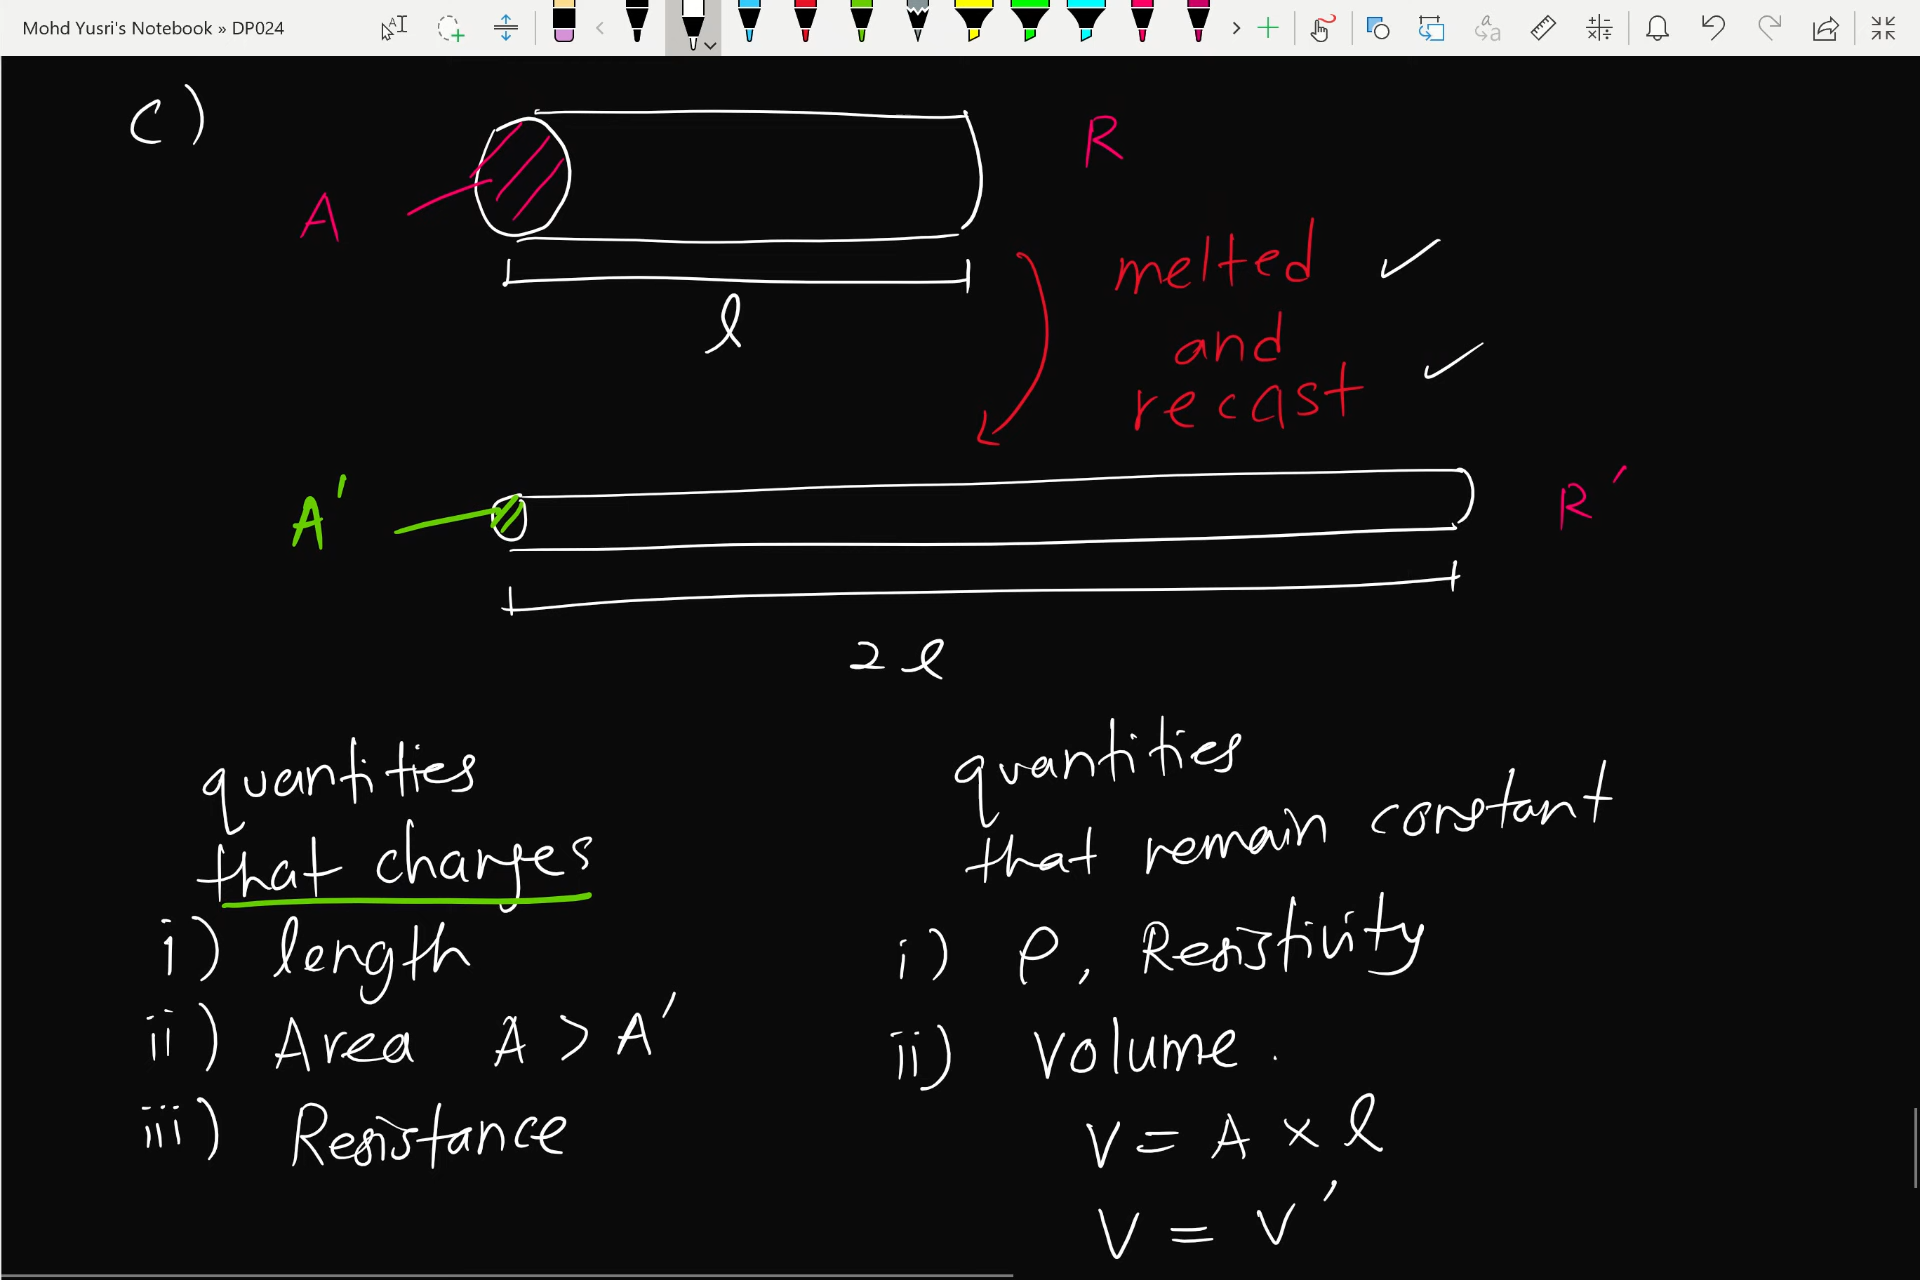 Mohd Yusri's Notebook » DP024
c)
R
A
melted
and
recast
l
A'
R'
2l
quantities
that changes
i) length
ii) Area A > A'
iii) Resistance
quantities
that remain constant
i) ρ, Resistivity
ii) Volume.
V = A × l
V = V'